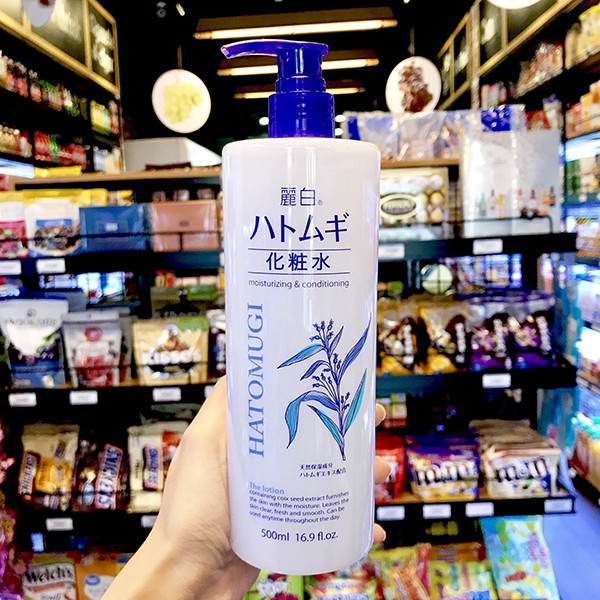 麗白®
ハトムギ
化粧水
moisturizing & conditioning
HATOMUGI
天然保湿成分
ハトムギエキス配合
The lotion
containing coix seed extract furnishes
the skin with the moisture. Leaves the
skin clear, fresh and smooth. Can be
used anytime throughout the day.
500ml 16.9 fl.oz.
KISSES
SNICKERS
m&m's
m&m's
Welch's